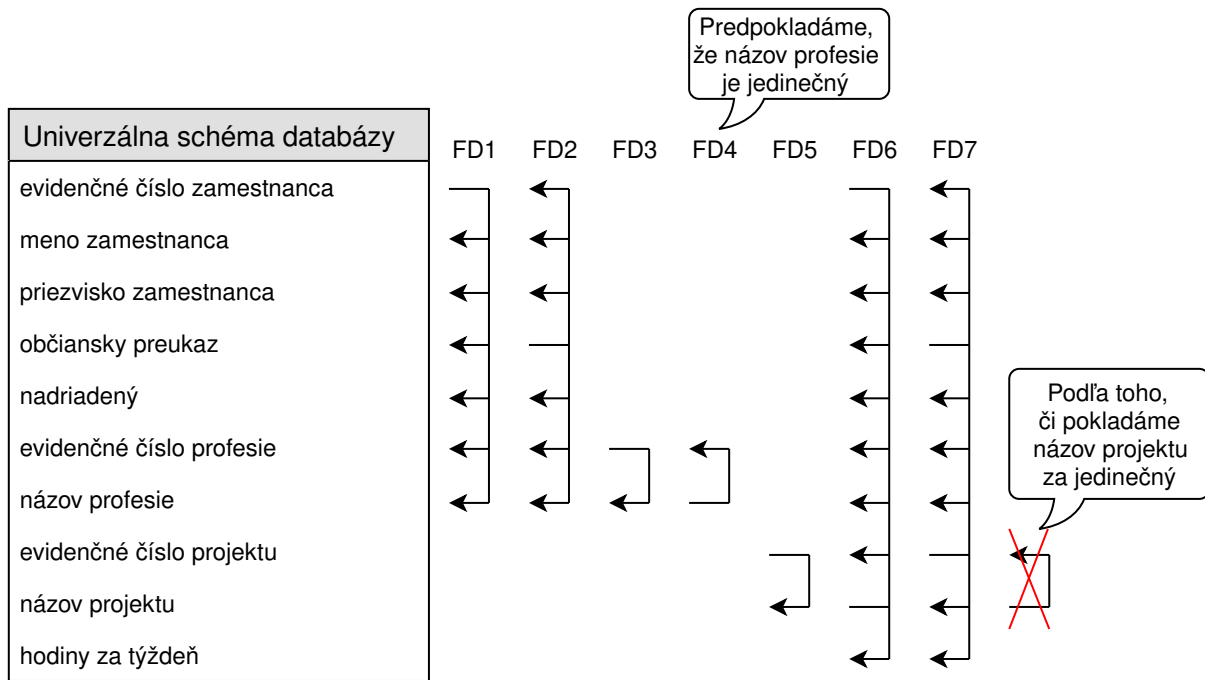 Predpokladáme,
že názov profesie
je jedinečný
Univerzálna schéma databázy
FD1 FD2 FD3 FD4 FD5 FD6 FD7
evidenčné číslo zamestnanca
meno zamestnanca
priezvisko zamestnanca
občiansky preukaz
nadriadený
evidenčné číslo profesie
názov profesie
evidenčné číslo projektu
názov projektu
hodiny za týždeň
Podľa toho,
či pokladáme
názov projektu
za jedinečný